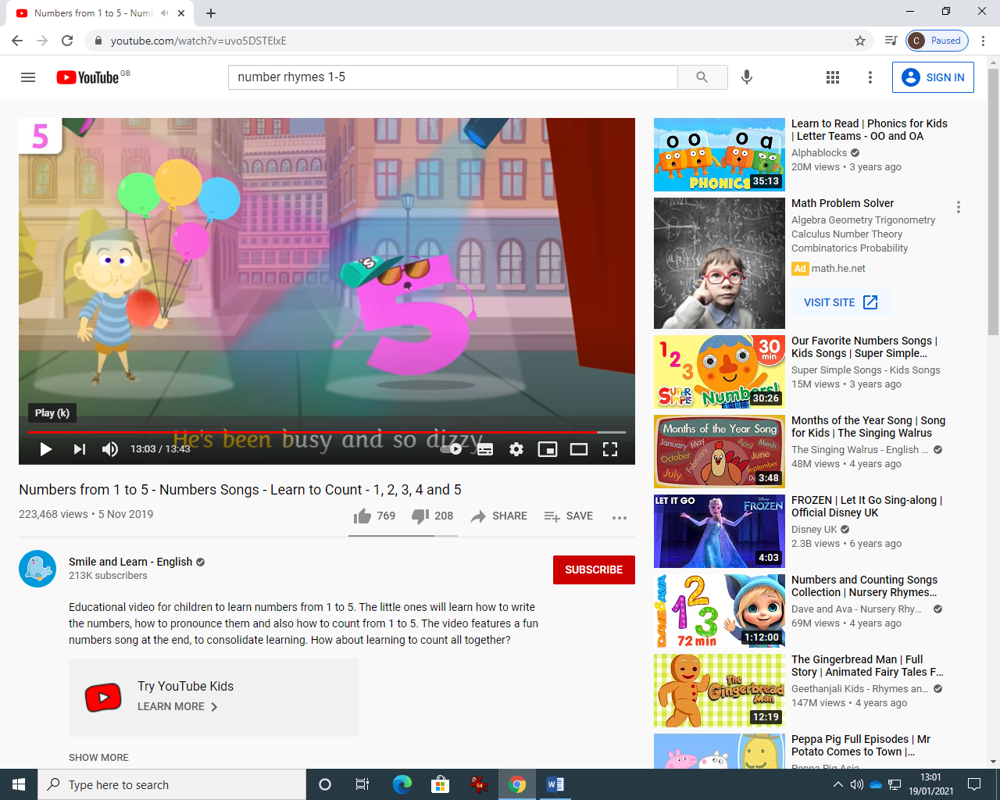 Numbers from 1 to 5 - Numb
youtube.com/watch?v=uvo5DSTEIxE
C Paused
YouTube GB
number rhymes 1-5
SIGN IN
5
'S
5
He's been busy and so dizzy
Play (k)
13:03 / 13:43
Numbers from 1 to 5 - Numbers Songs - Learn to Count - 1, 2, 3, 4 and 5
223,468 views • 5 Nov 2019
769
208
SHARE
SAVE
Smile and Learn - English
213K subscribers
SUBSCRIBE
Educational video for children to learn numbers from 1 to 5. The little ones will learn how to write
the numbers, how to pronounce them and also how to count from 1 to 5. The video features a fun
numbers song at the end, to consolidate learning. How about learning to count all together?
Try YouTube Kids
LEARN MORE
SHOW MORE
oo oa
PHONICS
35:13
Learn to Read | Phonics for Kids
| Letter Teams - OO and OA
Alphablocks
20M views • 3 years ago
Math Problem Solver
Algebra Geometry Trigonometry
Calculus Number Theory
Combinatorics Probability
Ad math.he.net
VISIT SITE
1 2 3
30 min
SUPER SIMPLE
Numbers!
30:26
Our Favorite Numbers Songs |
Kids Songs | Super Simple...
Super Simple Songs - Kids Songs
15M views • 3 years ago
Months of the Year Song
January May April March
October February June
July September
3:48
Months of the Year Song | Song
for Kids | The Singing Walrus
The Singing Walrus - English ...
48M views • 4 years ago
LET IT GO
Disney
FROZEN
4:03
FROZEN | Let It Go Sing-along |
Official Disney UK
Disney UK
2.3B views • 6 years ago
DAVE AND AVA
1 2 3
72 min
1:12:00
Numbers and Counting Songs
Collection | Nursery Rhymes...
Dave and Ava - Nursery Rhy...
69M views • 4 years ago
The Gingerbread Man
12:19
The Gingerbread Man | Full
Story | Animated Fairy Tales F...
Geethanjali Kids - Rhymes an...
147M views • 4 years ago
Peppa Pig Full Episodes | Mr
Potato Comes to Town |...
Peppa Pig Asia
Type here to search
64
13:01
19/01/2021